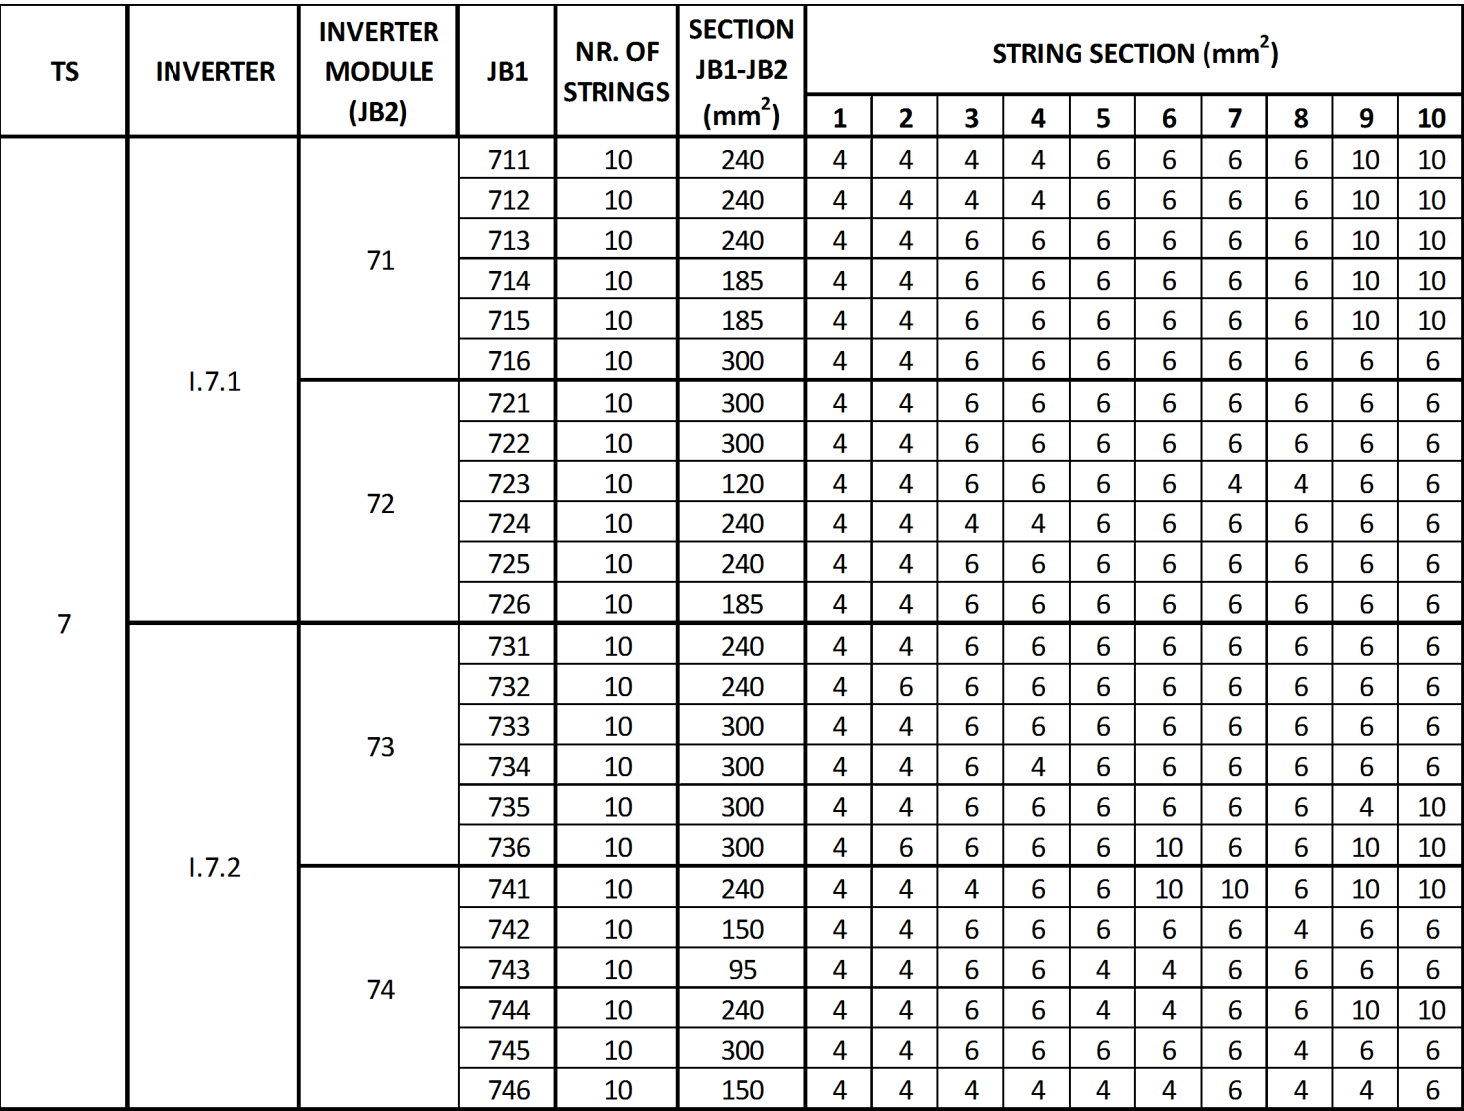 TS INVERTER INVERTER MODULE (JB2) JB1 NR. OF STRINGS SECTION JB1-JB2 (mm²) STRING SECTION (mm²)
1 2 3 4 5 6 7 8 9 10
7 I.7.1 71 711 10 240 4 4 4 4 6 6 6 6 10 10
712 10 240 4 4 4 4 6 6 6 6 10 10
713 10 240 4 4 6 6 6 6 6 6 10 10
714 10 185 4 4 6 6 6 6 6 6 10 10
715 10 185 4 4 6 6 6 6 6 6 10 10
716 10 300 4 4 6 6 6 6 6 6 6 6
72 721 10 300 4 4 6 6 6 6 6 6 6 6
722 10 300 4 4 6 6 6 6 6 6 6 6
723 10 120 4 4 6 6 6 6 4 4 6 6
724 10 240 4 4 4 4 6 6 6 6 6 6
725 10 240 4 4 6 6 6 6 6 6 6 6
726 10 185 4 4 6 6 6 6 6 6 6 6
I.7.2 73 731 10 240 4 4 6 6 6 6 6 6 6 6
732 10 240 4 6 6 6 6 6 6 6 6 6
733 10 300 4 4 6 6 6 6 6 6 6 6
734 10 300 4 4 6 4 6 6 6 6 6 6
735 10 300 4 4 6 6 6 6 6 6 4 10
736 10 300 4 6 6 6 6 10 6 6 10 10
74 741 10 240 4 4 4 6 6 10 10 6 10 10
742 10 150 4 4 6 6 6 6 6 4 6 6
743 10 95 4 4 6 6 4 4 6 6 6 6
744 10 240 4 4 6 6 4 4 6 6 10 10
745 10 300 4 4 6 6 6 6 6 4 6 6
746 10 150 4 4 4 4 4 4 6 4 4 6